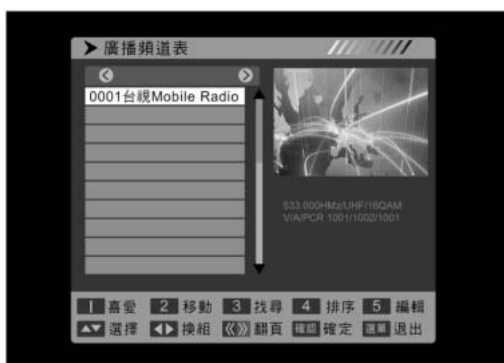 廣播頻道表
0001台視Mobile Radio
533.000HMz/UHF/16QAM
V/A/PCR 1001/1002/1001
1 喜愛 2 移動 3 找尋 4 排序 5 編輯
選擇 換組 翻頁 確認 確定 選單 退出